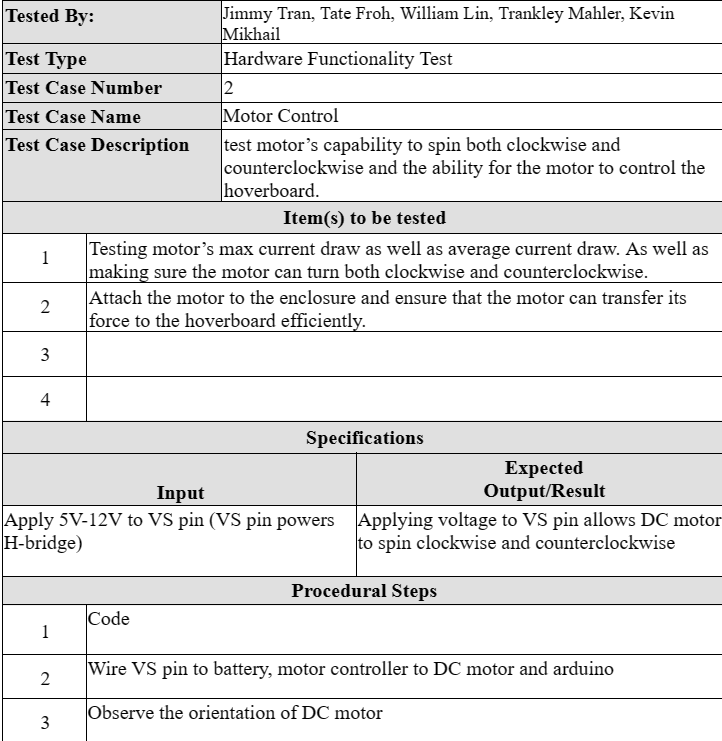 Tested By:
Jimmy Tran, Tate Froh, William Lin, Trankley Mahler, Kevin
Mikhail
Test Type
Hardware Functionality Test
Test Case Number
2
Test Case Name
Motor Control
Test Case Description
test motor's capability to spin both clockwise and
counterclockwise and the ability for the motor to control the
hoverboard.
Item(s) to be tested
1
Testing motor's max current draw as well as average current draw. As well as
making sure the motor can turn both clockwise and counterclockwise.
2
Attach the motor to the enclosure and ensure that the motor can transfer its
force to the hoverboard efficiently.
3
4
Specifications
Input
Expected
Output/Result
Apply 5V-12V to VS pin (VS pin powers
H-bridge)
Applying voltage to VS pin allows DC motor
to spin clockwise and counterclockwise
Procedural Steps
1
Code
2
Wire VS pin to battery, motor controller to DC motor and arduino
3
Observe the orientation of DC motor